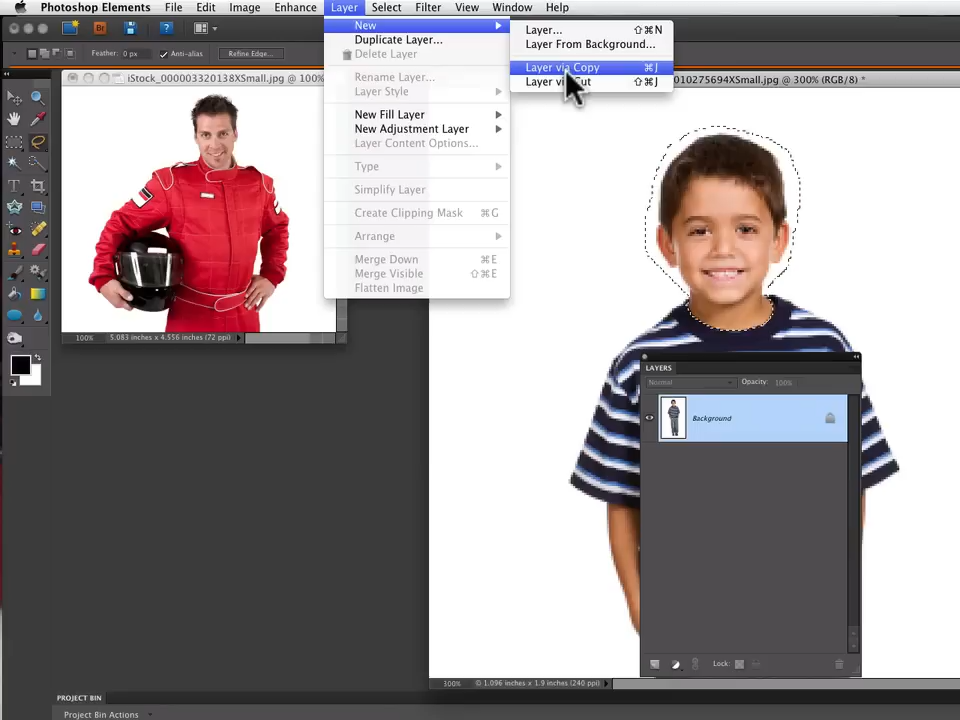 Photoshop Elements File Edit Image Enhance Layer Select Filter View Window Help
Feather: 0 px Anti-alias Refine Edge...
iStock_000003320138XSmall.jpg @ 100%
010275694XSmall.jpg @ 300% (RGB/8) *
New
Duplicate Layer...
Delete Layer
Rename Layer...
Layer Style
New Fill Layer
New Adjustment Layer
Layer Content Options...
Type
Simplify Layer
Create Clipping Mask ⌘G
Arrange
Merge Down ⌘E
Merge Visible ⇧⌘E
Flatten Image
Layer... ⇧⌘N
Layer From Background...
Layer via Copy ⌘J
Layer via Cut ⇧⌘J
100% 5.083 inches x 4.556 inches (72 ppi)
LAYERS
Normal Opacity: 100%
Background
Lock:
300% © 1.096 inches x 1.9 inches (240 ppi)
PROJECT BIN
Project Bin Actions